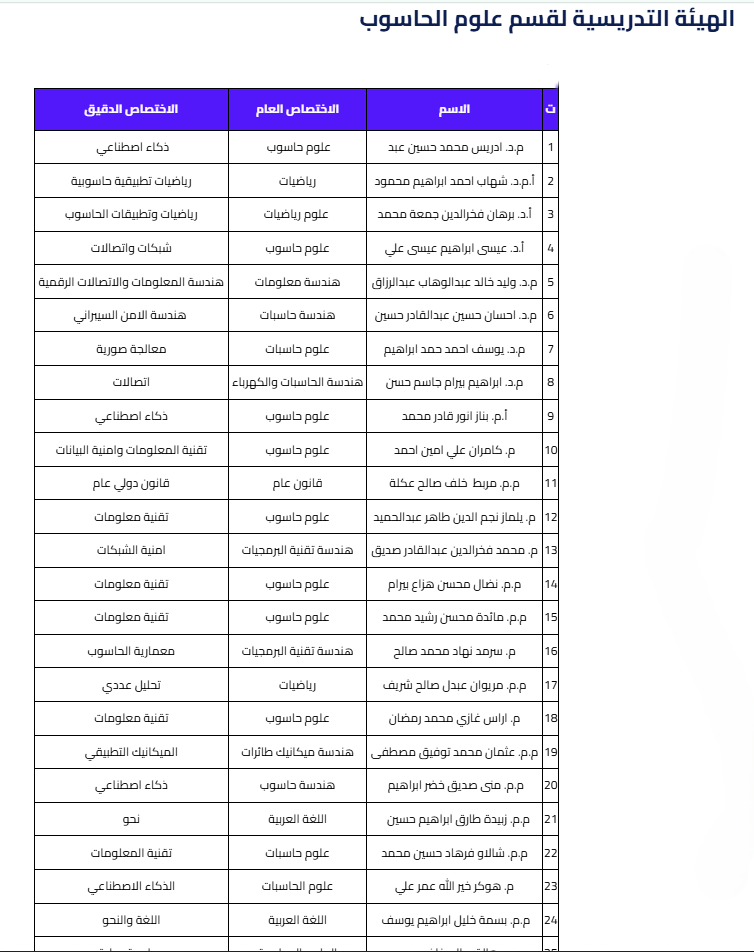 الهيئة التدريسية لقسم علوم الحاسوب
ت الاسم الاختصاص العام الاختصاص الدقيق
1 م.د. ادريس محمد حسين عبد علوم حاسوب ذكاء اصطناعي
2 أ.م.د. شهاب احمد ابراهيم محمود رياضيات رياضيات تطبيقية حاسوبية
3 أ.د. برهان فخرالدين جمعة محمد علوم رياضيات رياضيات وتطبيقات الحاسوب
4 أ.د. عيسى ابراهيم عيسى علي علوم حاسوب شبكات واتصالات
5 م.د. وليد خالد عبدالوهاب عبدالرزاق هندسة معلومات هندسة المعلومات والاتصالات الرقمية
6 م.د. احسان حسين عبدالقادر حسين هندسة حاسبات هندسة الامن السيبراني
7 م.د. يوسف احمد حمد ابراهيم علوم حاسبات معالجة صورية
8 م.د. ابراهيم بيرام جاسم حسن هندسة الحاسبات والكهرباء اتصالات
9 أ.م. بناز انور قادر محمد علوم حاسوب ذكاء اصطناعي
10 م. كامران علي امين احمد علوم حاسوب تقنية المعلومات وامنية البيانات
11 م.م. مربط خلف صالح عكلة قانون عام قانون دولي عام
12 م. يلماز نجم الدين طاهر عبدالحميد علوم حاسوب تقنية معلومات
13 م. محمد فخرالدين عبدالقادر صديق هندسة تقنية البرمجيات امنية الشبكات
14 م.م. نضال محسن هزاع بيرام علوم حاسوب تقنية معلومات
15 م.م. مائدة محسن رشيد محمد علوم حاسوب تقنية معلومات
16 م. سرمد نهاد محمد صالح هندسة تقنية البرمجيات معمارية الحاسوب
17 م.م. مريوان عبدل صالح شريف رياضيات تحليل عددي
18 م. اراس غازي محمد رمضان علوم حاسوب تقنية معلومات
19 م.م. عثمان محمد توفيق مصطفى هندسة ميكانيك طائرات الميكانيك التطبيقي
20 م.م. منى صديق خضر ابراهيم هندسة حاسوب ذكاء اصطناعي
21 م.م. زبيدة طارق ابراهيم حسين اللغة العربية نحو
22 م.م. شالاو فرهاد حسين محمد علوم حاسبات تقنية المعلومات
23 م. هوكر خير الله عمر علي علوم الحاسبات الذكاء الاصطناعي
24 م.م. بسمة خليل ابراهيم يوسف اللغة العربية اللغة والنحو